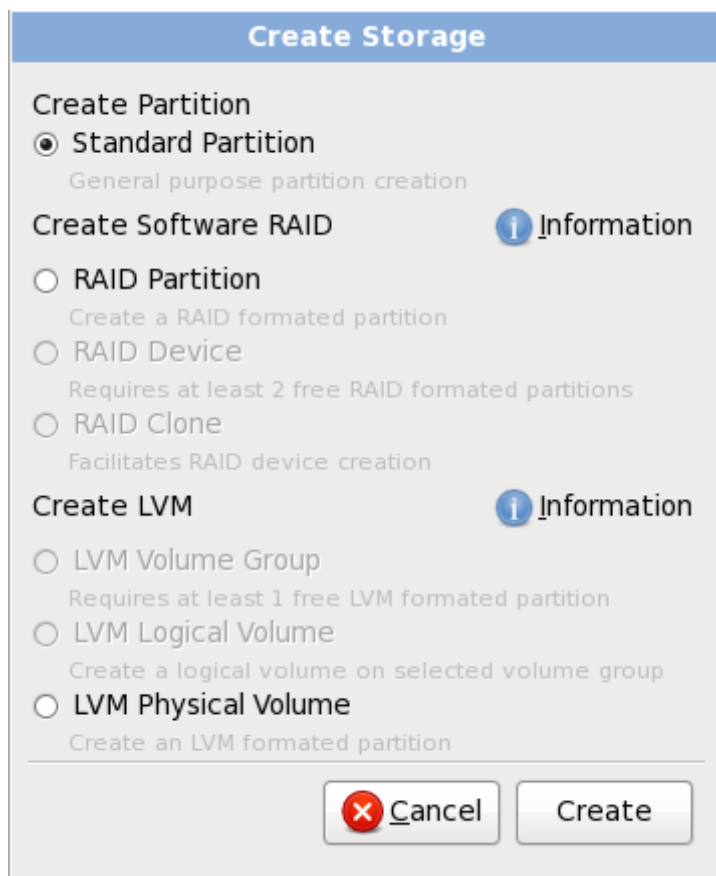 Create Storage
Create Partition
Standard Partition
General purpose partition creation
Create Software RAID
Information
RAID Partition
Create a RAID formated partition
RAID Device
Requires at least 2 free RAID formated partitions
RAID Clone
Facilitates RAID device creation
Create LVM
Information
LVM Volume Group
Requires at least 1 free LVM formated partition
LVM Logical Volume
Create a logical volume on selected volume group
LVM Physical Volume
Create an LVM formated partition
Cancel
Create